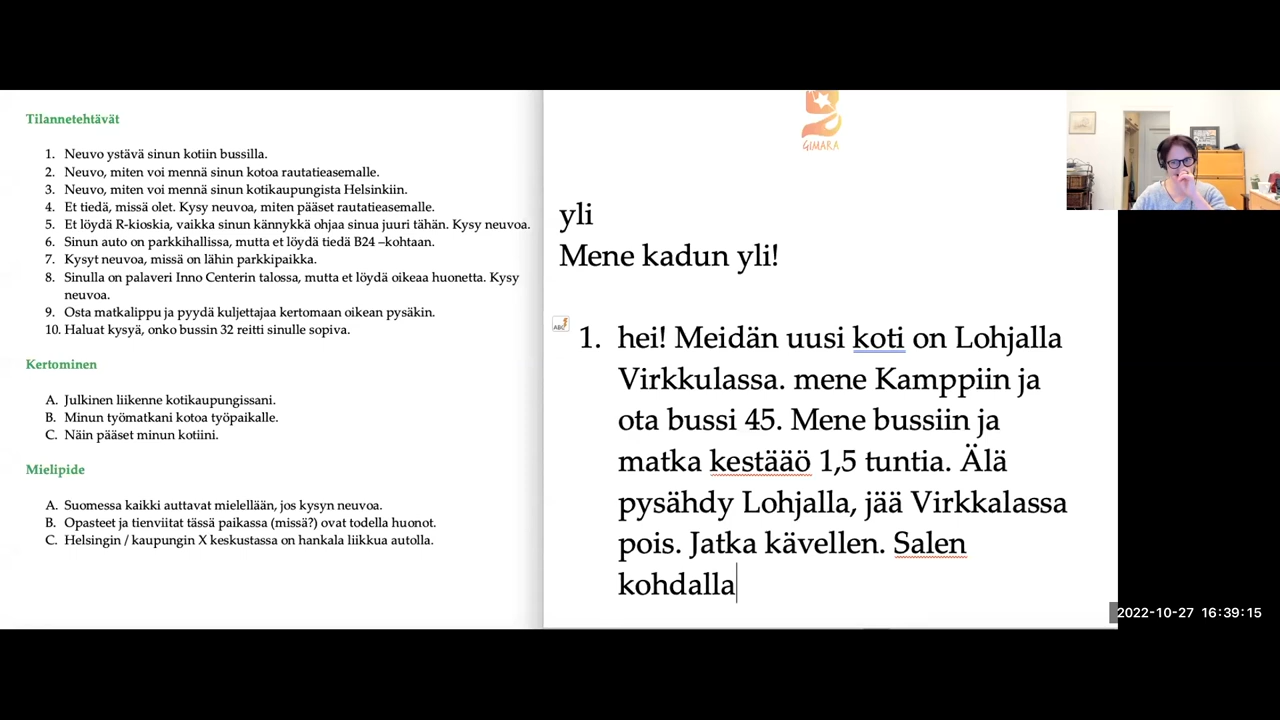 Tilannetehtävät
1. Neuvo ystävä sinun kotiin bussilla.
2. Neuvo, miten voi mennä sinun kotoa rautatieasemalle.
3. Neuvo, miten voi mennä sinun kotikaupungista Helsinkiin.
4. Et tiedä, missä olet. Kysy neuvoa, miten pääset rautatieasemalle.
5. Et löydä R-kioskia, vaikka sinun kännykkä ohjaa sinua juuri tähän. Kysy neuvoa.
6. Sinun auto on parkkihallissa, mutta et löydä tiedä B24 –kohtaan.
7. Kysyt neuvoa, missä on lähin parkkipaikka.
8. Sinulla on palaveri Inno Centerin talossa, mutta et löydä oikeaa huonetta. Kysy
neuvoa.
9. Osta matkalippu ja pyydä kuljettajaa kertomaan oikean pysäkin.
10. Haluat kysyä, onko bussin 32 reitti sinulle sopiva.
Kertominen
A. Julkinen liikenne kotikaupungissani.
B. Minun työmatkani kotoa työpaikalle.
C. Näin pääset minun kotiini.
Mielipide
A. Suomessa kaikki auttavat mielellään, jos kysyn neuvoa.
B. Opasteet ja tienviitat tässä paikassa (missä?) ovat todella huonot.
C. Helsingin / kaupungin X keskustassa on hankala liikkua autolla.
GIMARA
yli
Mene kadun yli!
ABC
1. hei! Meidän uusi koti on Lohjalla
Virkkulassa. mene Kamppiin ja
ota bussi 45. Mene bussiin ja
matka kestääö 1,5 tuntia. Älä
pysähdy Lohjalla, jää Virkkalassa
pois. Jatka kävellen. Salen
kohdalla
2022-10-27 16:39:15